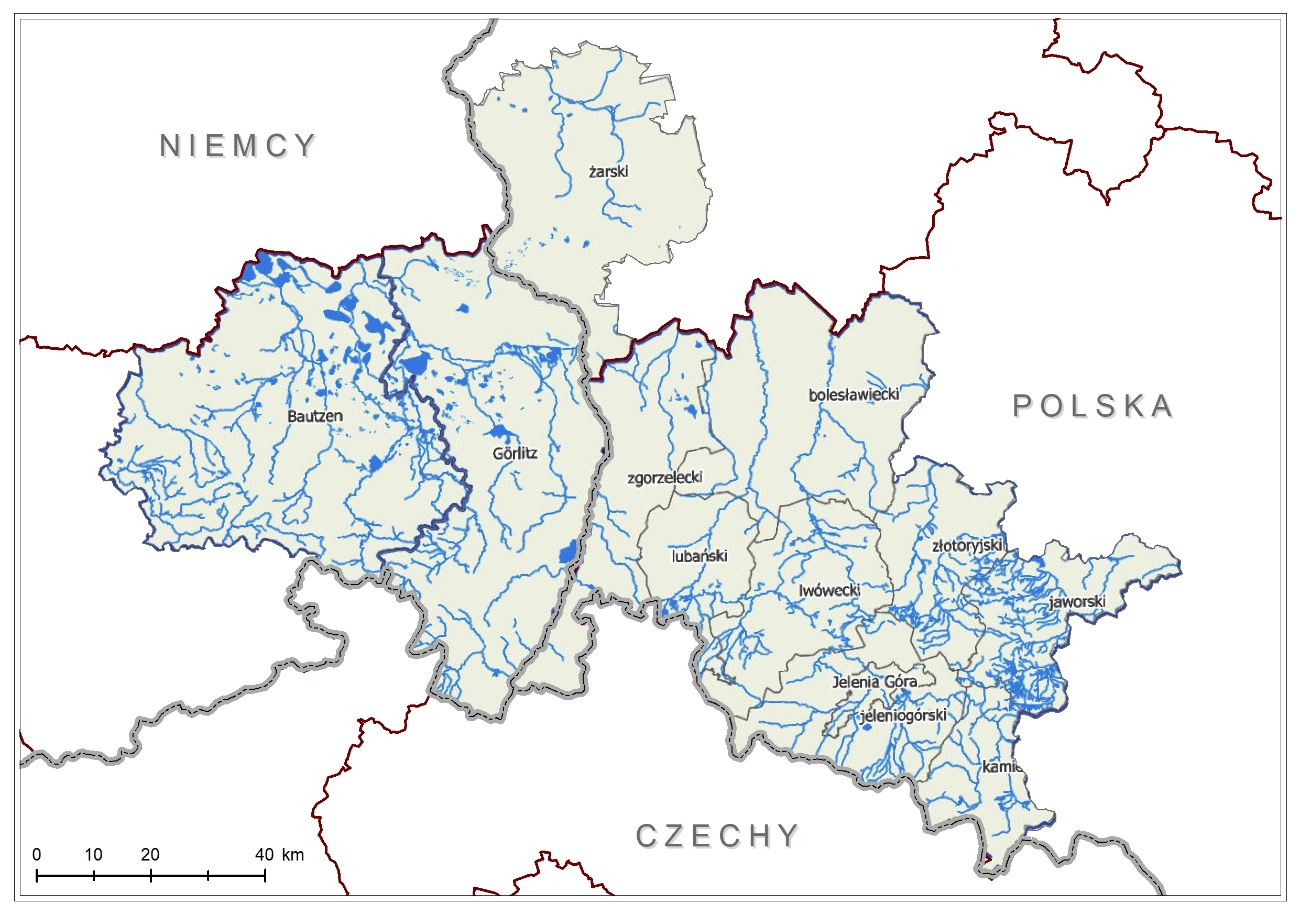 NIEMCY
żarski
bolesławiecki
POLSKA
Bautzen
Görlitz
zgorzelecki
złotoryjski
lubański
lwówecki
jaworski
Jelenia Góra
jeleniogórski
kamie
CZECHY
0 10 20 40 km